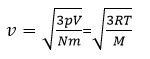 v = √(3pV/Nm) = √(3RT/M)